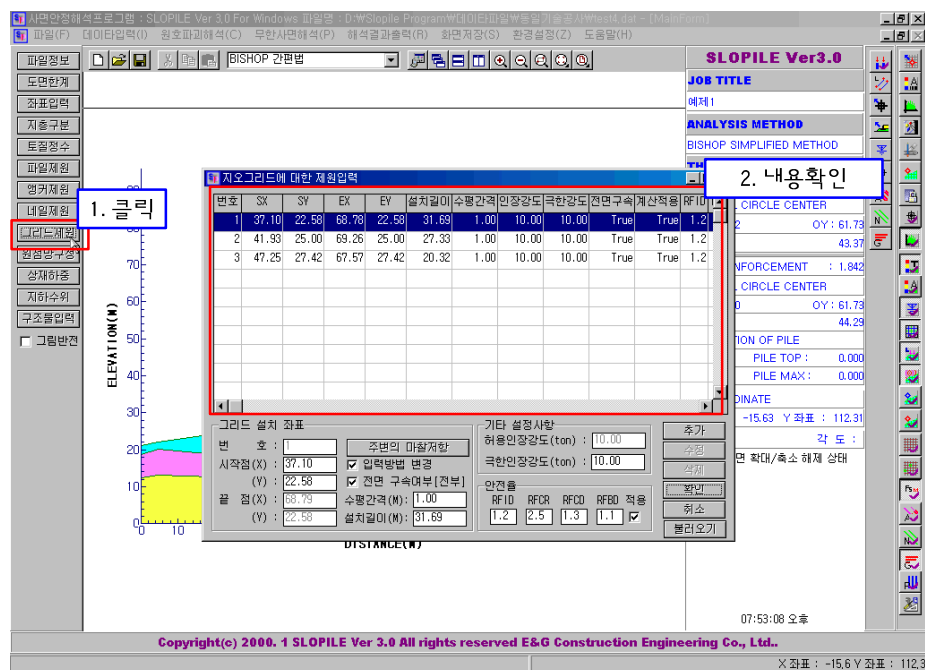 사면안정해석프로그램 : SLOPILE Ver 3.0 For Windows 파일명 : D:\Slopile Program\데이터파일\동일기술공사\test4.dat - [MainForm]
파일(F) 데이터입력(I) 원호파괴해석(C) 무한사면해석(P) 해석결과출력(R) 화면저장(S) 환경설정(Z) 도움말(H)
파일정보
도면한계
좌표입력
지층구분
토질정수
파일제원
앵커제원
네일제원
그리드제원
원점망구성
상재하중
지하수위
구조물입력
그림반전
BISHOP 간편법
1. 클릭
2. 내용확인
ELEVATION(M)
70
60
50
40
30
20
10
0
0 10
DISTANCE(M)
지오그리드에 대한 제원입력
번호 SX SY EX EY 설치길이 수평간격 인장강도 극한강도 전면구속 계산적용 RFID
1 37.10 22.58 68.78 22.58 31.69 1.00 10.00 10.00 True True 1.2
2 41.93 25.00 69.26 25.00 27.33 1.00 10.00 10.00 True True 1.2
3 47.25 27.42 67.57 27.42 20.32 1.00 10.00 10.00 True True 1.2
그리드 설치 좌표
번 호 : 1 주변의 마찰저항
시작점(X) : 37.10 입력방법 변경
(Y) : 22.58 전면 구속여부[전부]
끝 점(X) : 68.79 수평간격(M): 1.00
(Y) : 22.58 설치길이(M): 31.69
기타 설정사항
허용인장강도(ton) : 10.00
극한인장강도(ton) : 10.00
안전율
RFID RFCR RFCD RFBD 적용
1.2 2.5 1.3 1.1
추가
수정
삭제
확인
취소
불러오기
SLOPILE Ver3.0
JOB TITLE
예제1
ANALYSIS METHOD
BISHOP SIMPLIFIED METHOD
CIRCLE CENTER
OY : 61.73
43.37
NFORCEMENT : 1.842
CIRCLE CENTER
OY : 61.73
44.29
TION OF PILE
PILE TOP : 0.000
PILE MAX : 0.000
DINATE
-15.63 Y 좌표 : 112.31
각 도 :
면 확대/축소 해제 상태
07:53:08 오후
Copyright(c) 2000. 1 SLOPILE Ver 3.0 All rights reserved E&G Construction Engineering Co., Ltd..
X 좌표 : -15,6 Y 좌표 : 112,3